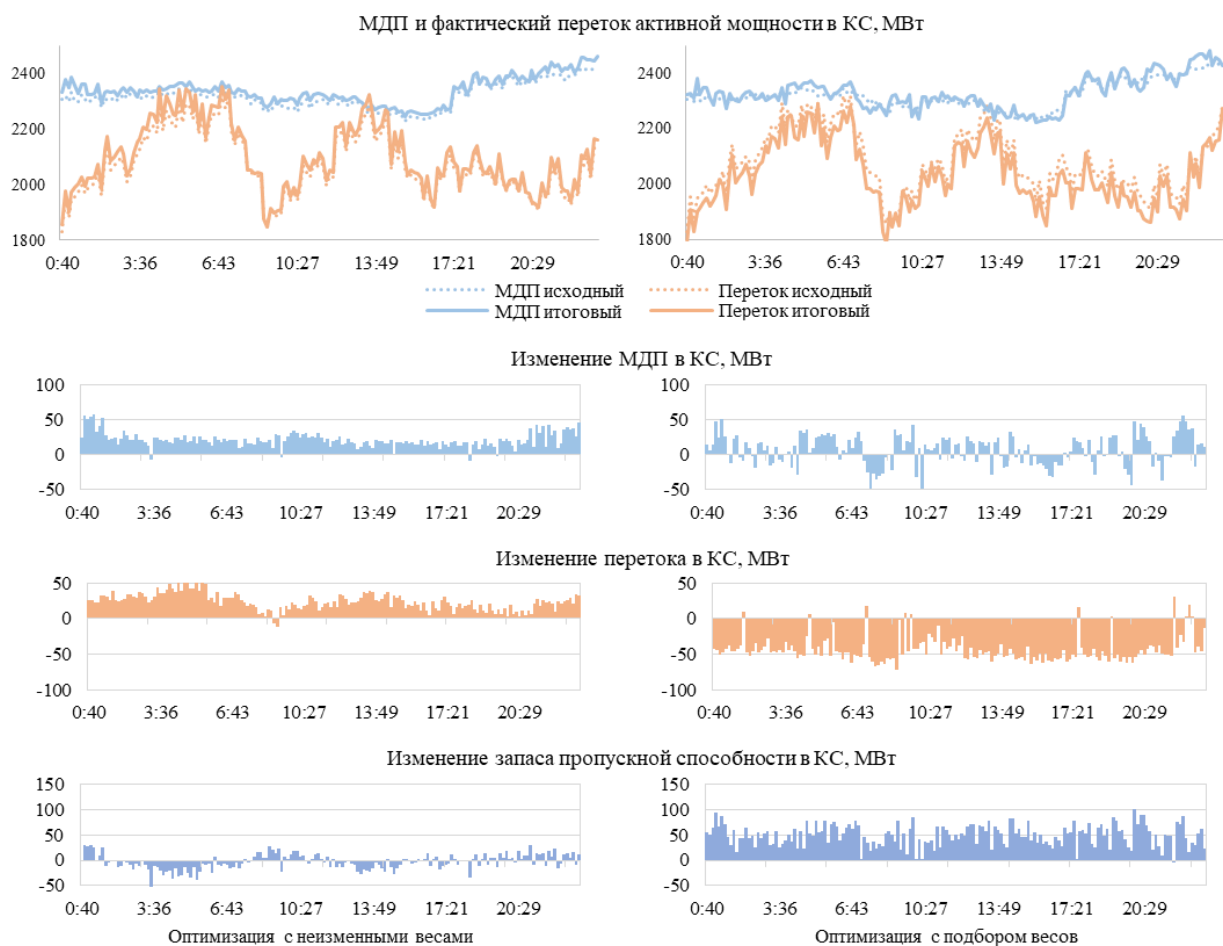 МДП и фактический переток активной мощности в КС, МВт
2400
2200
2000
1800
0:40 3:36 6:43 10:27 13:49 17:21 20:29
2400
2200
2000
1800
0:40 3:36 6:43 10:27 13:49 17:21 20:29
МДП исходный Переток исходный
МДП итоговый Переток итоговый
Изменение МДП в КС, МВт
100
50
0
-50
0:40 3:36 6:43 10:27 13:49 17:21 20:29
100
50
0
-50
0:40 3:36 6:43 10:27 13:49 17:21 20:29
Изменение перетока в КС, МВт
50
0
-50
-100
0:40 3:36 6:43 10:27 13:49 17:21 20:29
50
0
-50
-100
0:40 3:36 6:43 10:27 13:49 17:21 20:29
Изменение запаса пропускной способности в КС, МВт
150
100
50
0
-50
0:40 3:36 6:43 10:27 13:49 17:21 20:29
150
100
50
0
-50
0:40 3:36 6:43 10:27 13:49 17:21 20:29
Оптимизация с неизменными весами
Оптимизация с подбором весов